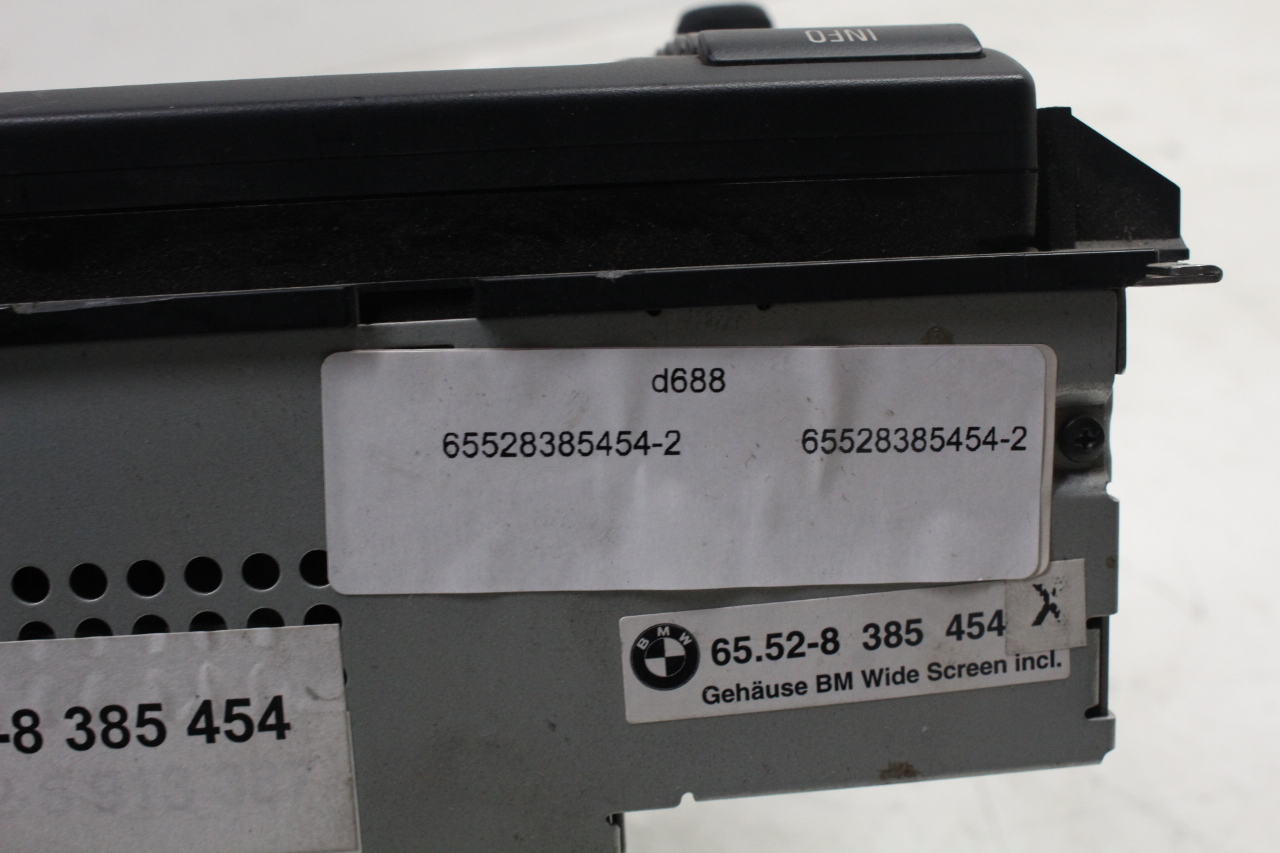 INFO
d688
65528385454-2 65528385454-2
BMW 65.52-8 385 454 X
Gehäuse BM Wide Screen incl.
-8 385 454